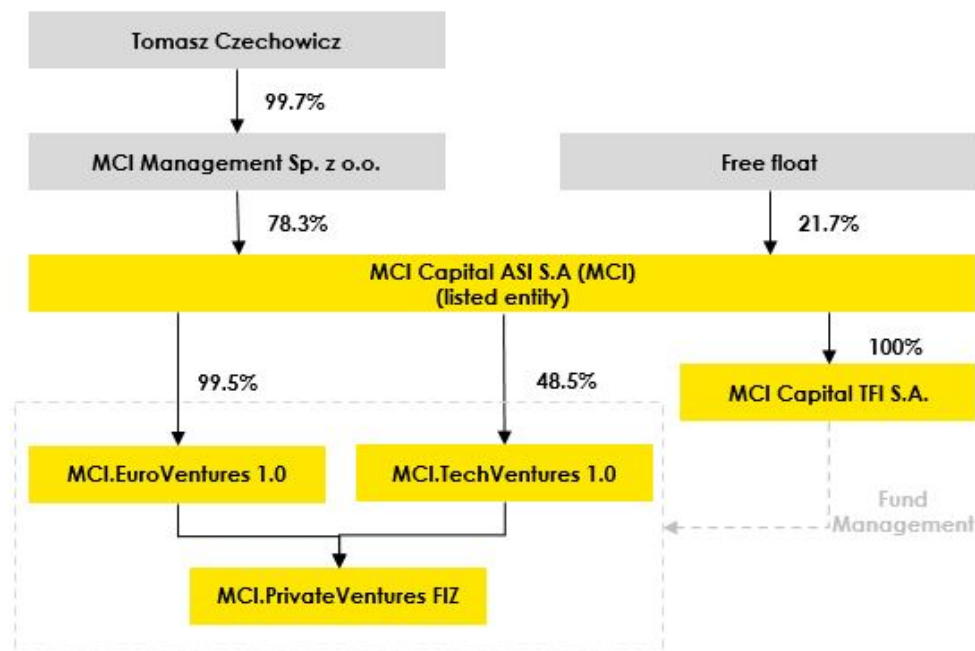 Tomasz Czechowicz
99.7%
MCI Management Sp. z o.o.
Free float
78.3%
21.7%
MCI Capital ASI S.A (MCI)
(listed entity)
99.5%
48.5%
100%
MCI Capital TFI S.A.
MCI.EuroVentures 1.0
MCI.TechVentures 1.0
Fund
Management
MCI.PrivateVentures FIZ